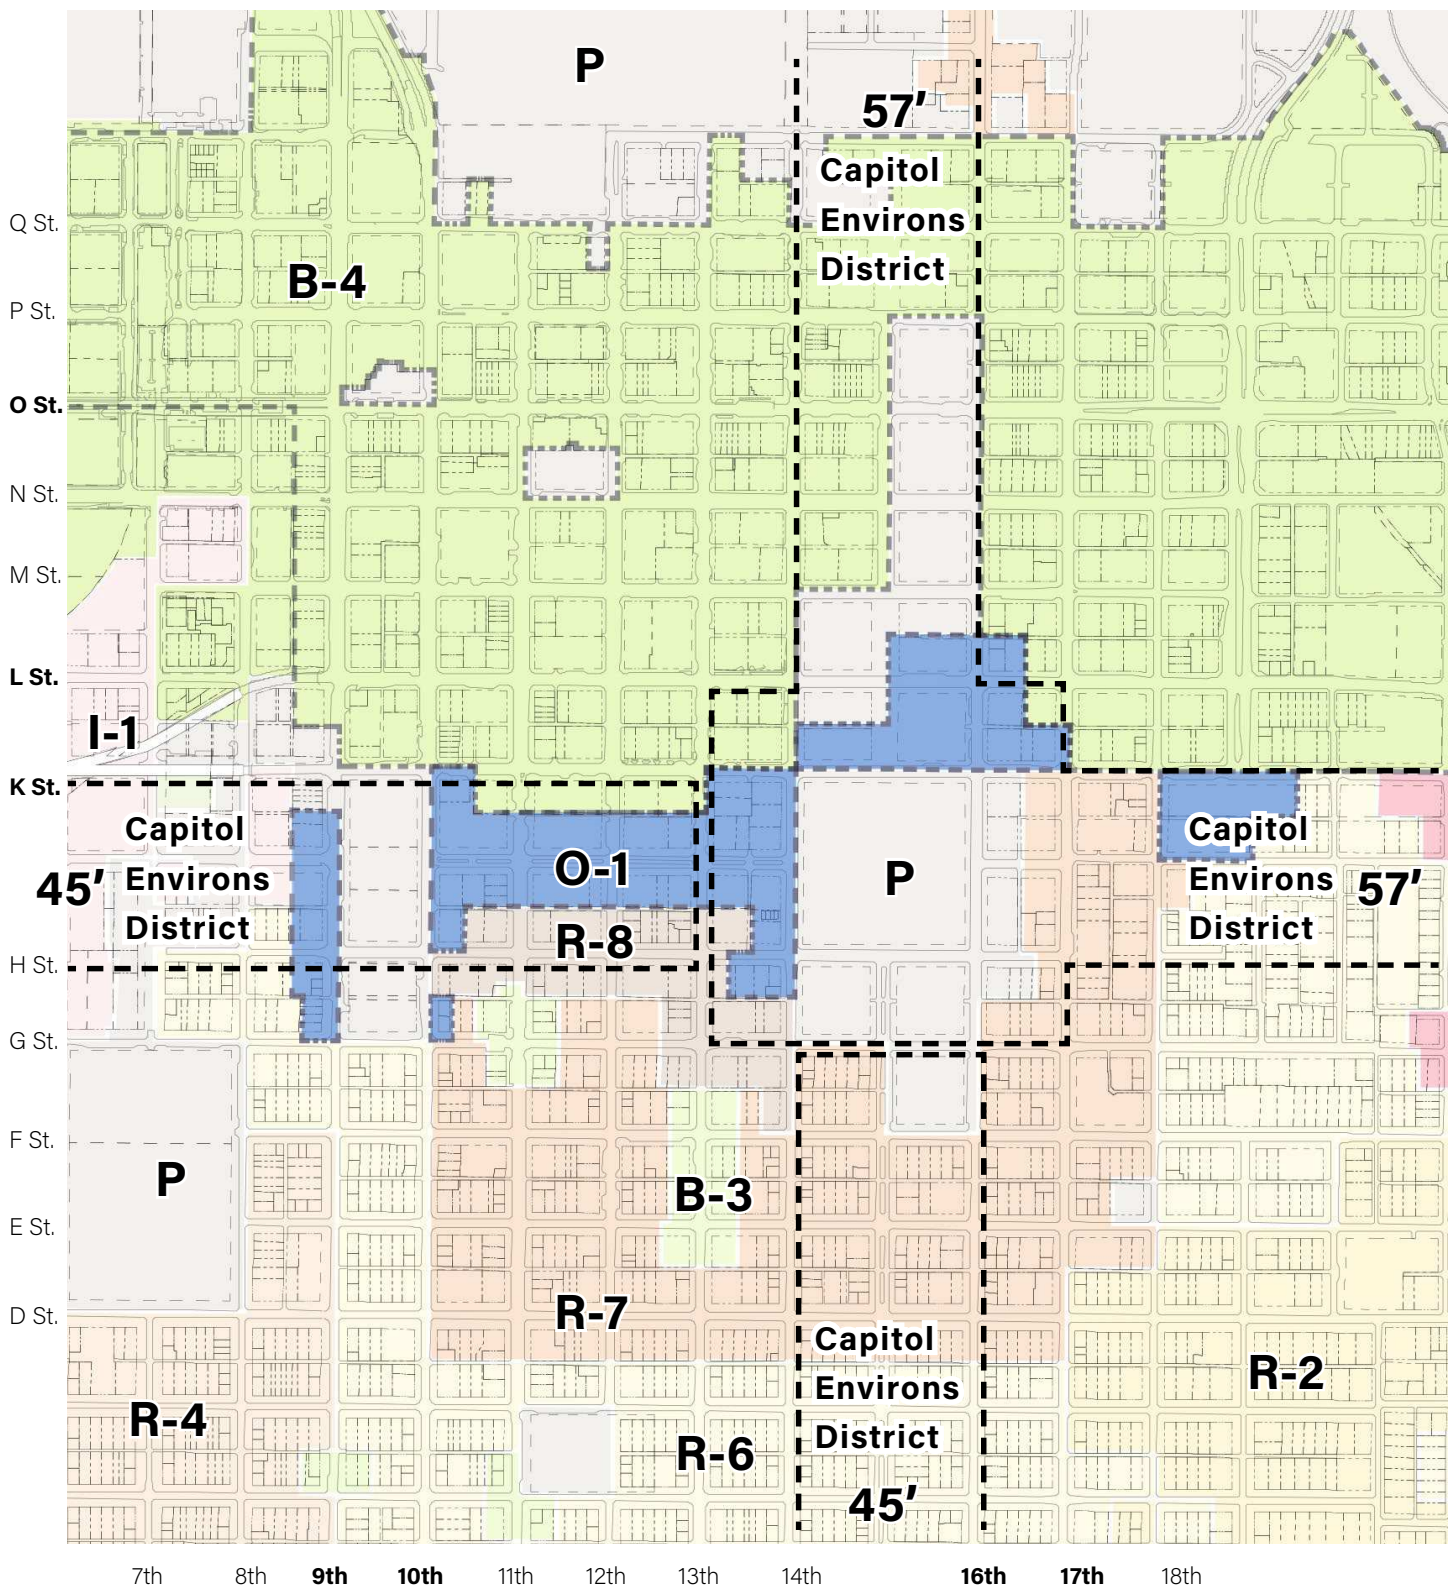 P
57′
Capitol
Environs
District
Q St.
B-4
P St.
O St.
N St.
M St.
L St.
I-1
K St.
Capitol
Environs
District
45′
O-1
P
Capitol
Environs
District
57′
R-8
H St.
G St.
F St.
P
B-3
E St.
R-7
D St.
Capitol
Environs
District
R-2
R-4
R-6
45′
7th 8th 9th 10th 11th 12th 13th 14th 16th 17th 18th